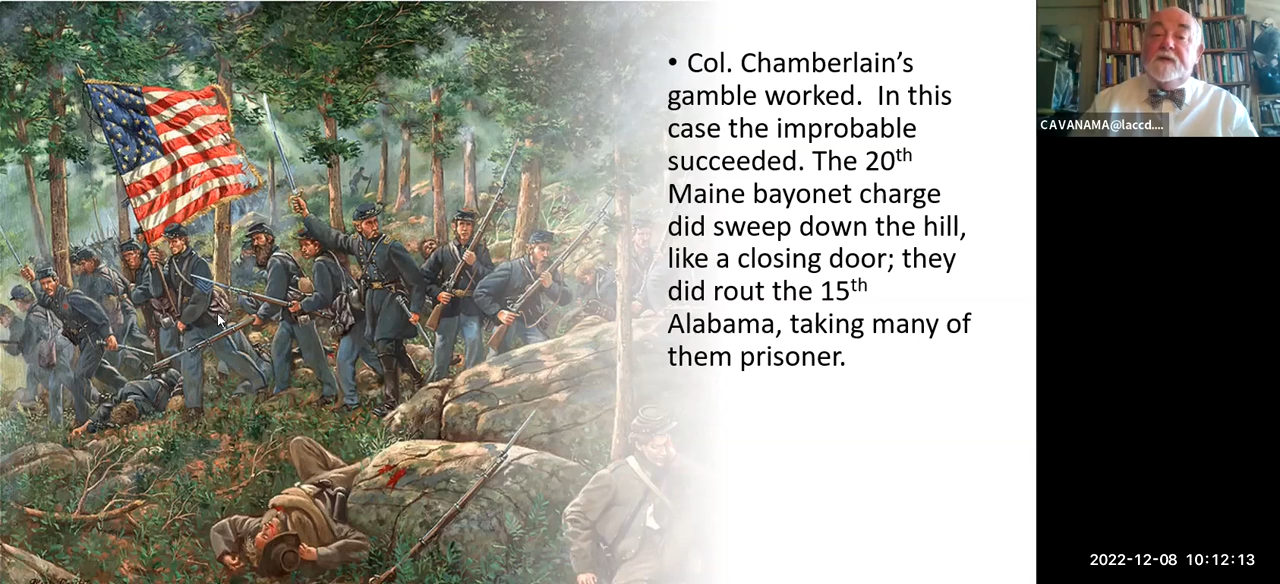 • Col. Chamberlain’s
gamble worked.  In this
case the improbable
succeeded. The 20th
Maine bayonet charge
did sweep down the hill,
like a closing door; they
did rout the 15th
Alabama, taking many of
them prisoner.
CAVANAMA@laccd....
2022-12-08 10:12:13